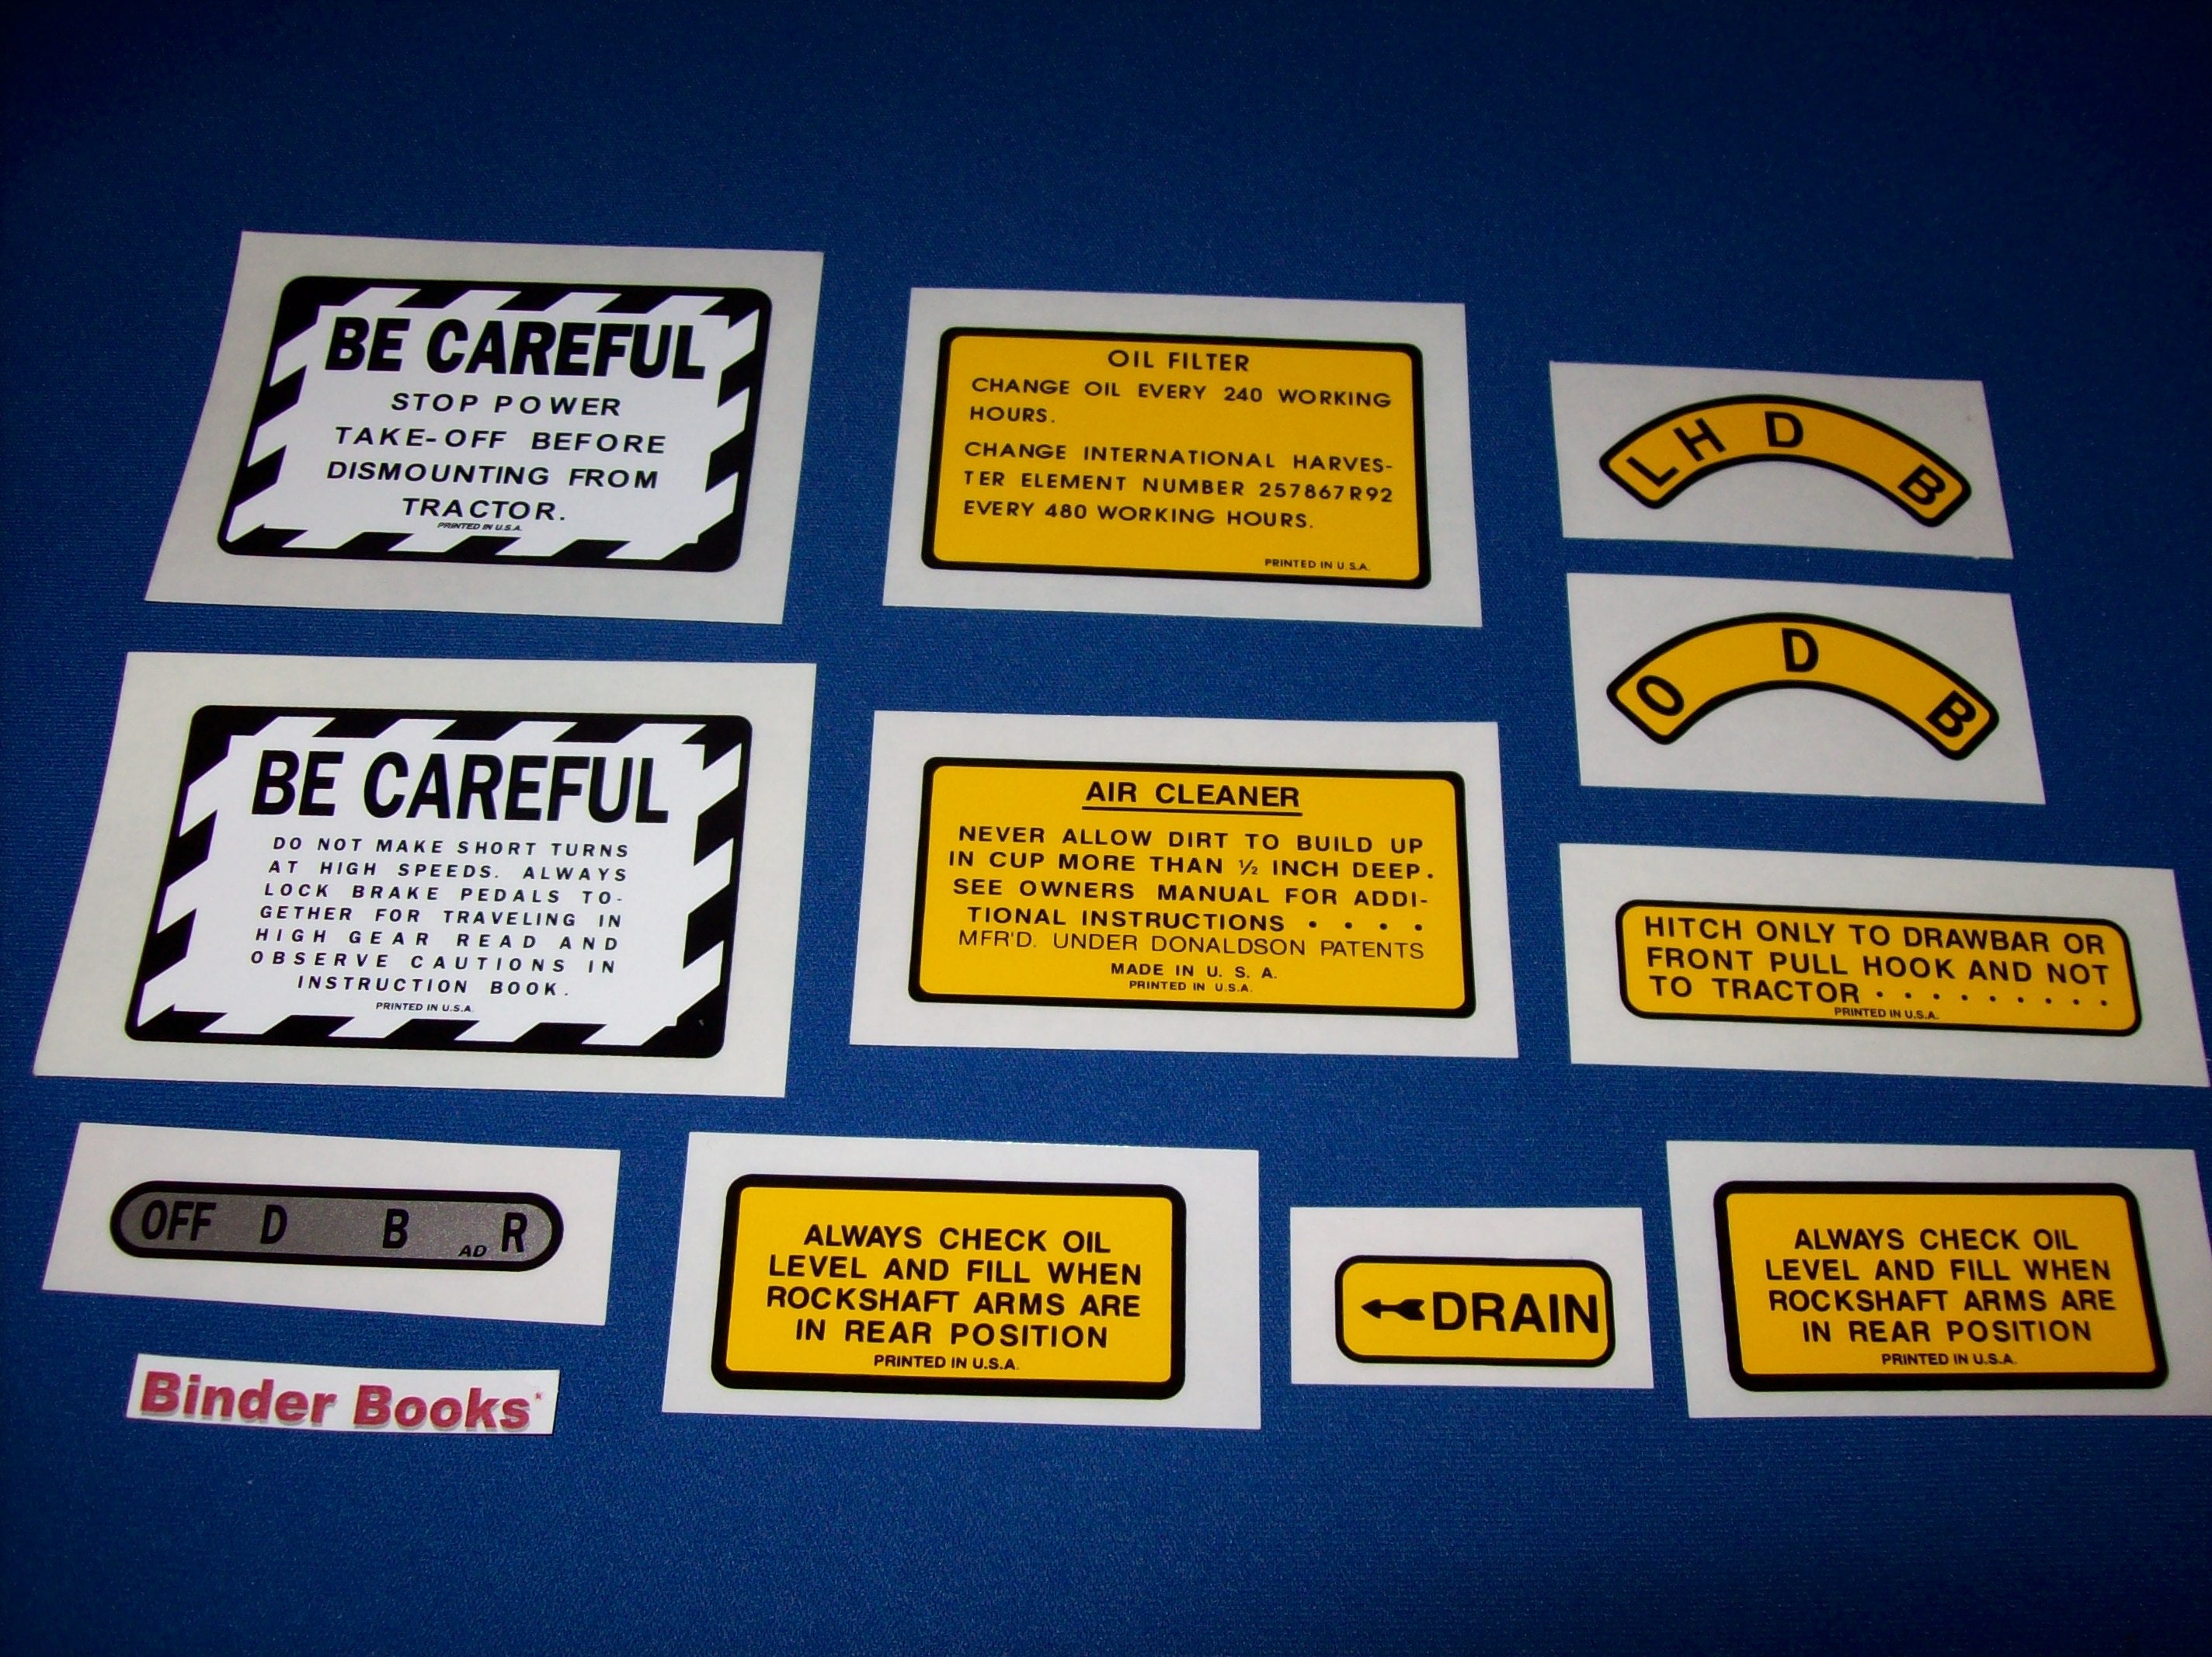 BE CAREFUL
STOP POWER
TAKE-OFF BEFORE
DISMOUNTING FROM
TRACTOR.
PRINTED IN U.S.A.
OIL FILTER
CHANGE OIL EVERY 240 WORKING
HOURS.
CHANGE INTERNATIONAL HARVES-
TER ELEMENT NUMBER 257867R92
EVERY 480 WORKING HOURS.
PRINTED IN U.S.A.
LH D B
O D B
BE CAREFUL
DO NOT MAKE SHORT TURNS
AT HIGH SPEEDS. ALWAYS
LOCK BRAKE PEDALS TO-
GETHER FOR TRAVELING IN
HIGH GEAR READ AND
OBSERVE CAUTIONS IN
INSTRUCTION BOOK.
PRINTED IN U.S.A.
AIR CLEANER
NEVER ALLOW DIRT TO BUILD UP
IN CUP MORE THAN ½ INCH DEEP.
SEE OWNERS MANUAL FOR ADDI-
TIONAL INSTRUCTIONS • • • •
MFR'D. UNDER DONALDSON PATENTS
MADE IN U. S. A.
PRINTED IN U.S.A.
HITCH ONLY TO DRAWBAR OR
FRONT PULL HOOK AND NOT
TO TRACTOR • • • • • • • • •
PRINTED IN U.S.A.
OFF D B AD R
ALWAYS CHECK OIL
LEVEL AND FILL WHEN
ROCKSHAFT ARMS ARE
IN REAR POSITION
PRINTED IN U.S.A.
DRAIN
ALWAYS CHECK OIL
LEVEL AND FILL WHEN
ROCKSHAFT ARMS ARE
IN REAR POSITION
PRINTED IN U.S.A.
Binder Books